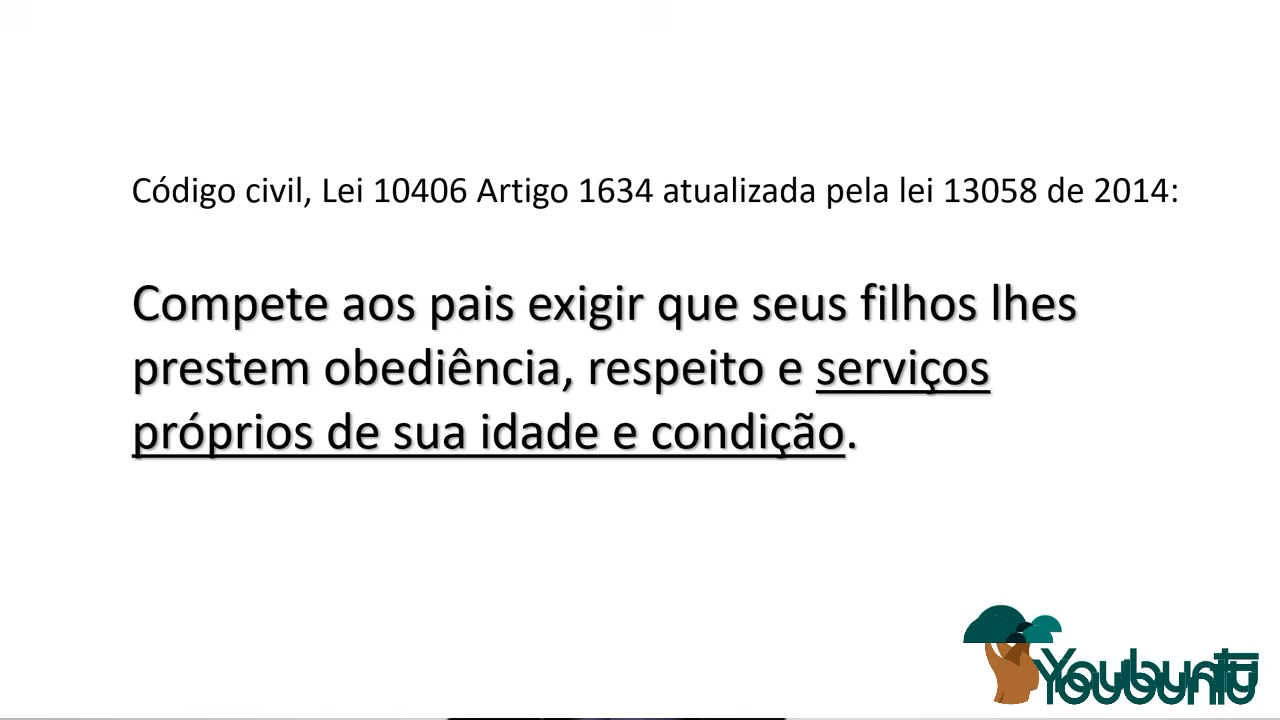 Código civil, Lei 10406 Artigo 1634 atualizada pela lei 13058 de 2014:
Compete aos pais exigir que seus filhos lhes
prestem obediência, respeito e serviços
próprios de sua idade e condição.
Youbuntu